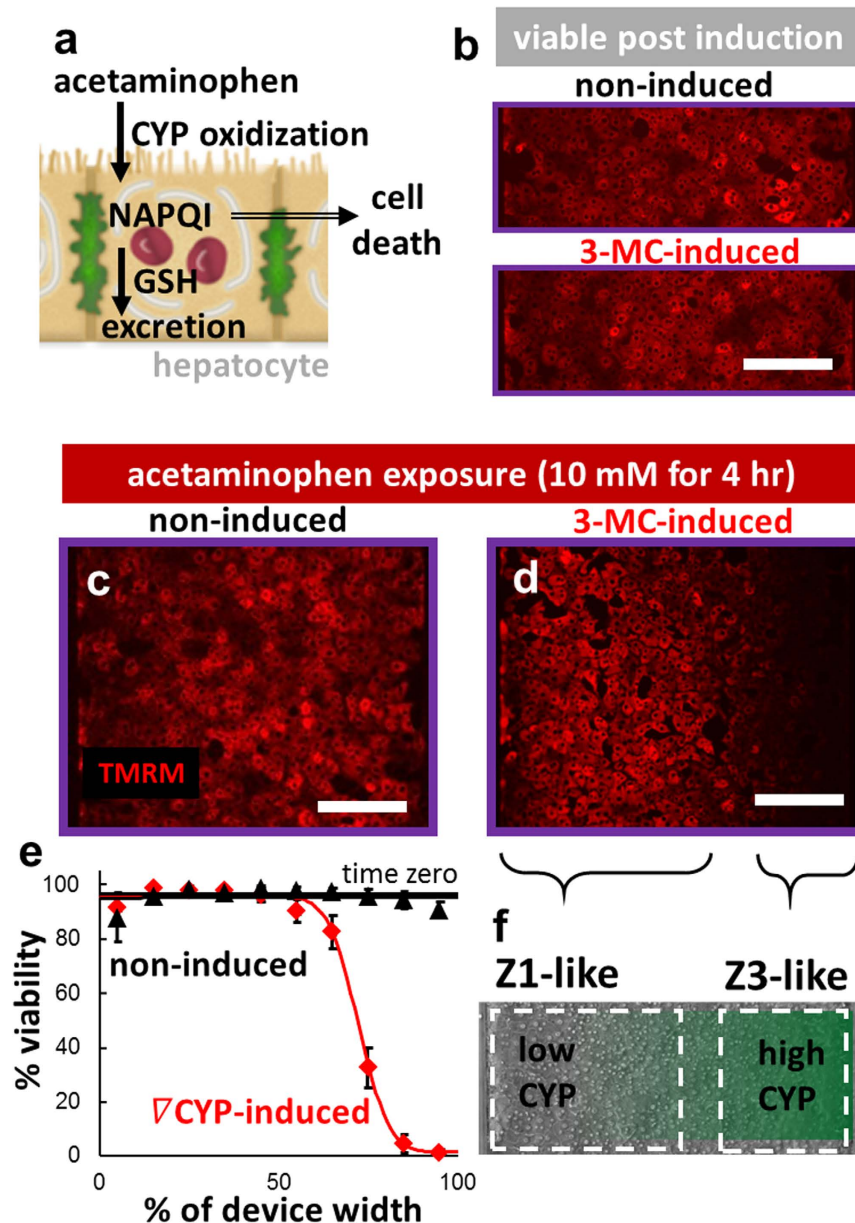 a
acetaminophen
CYP oxidization
NAPQI
cell
death
GSH
excretion
hepatocyte
b
viable post induction
non-induced
3-MC-induced
acetaminophen exposure (10 mM for 4 hr)
non-induced
3-MC-induced
c
TMRM
d
e
time zero
100
80
60
40
20
0
% viability
non-induced
∇CYP-induced
0
50
100
% of device width
f
Z1-like
Z3-like
low
CYP
high
CYP